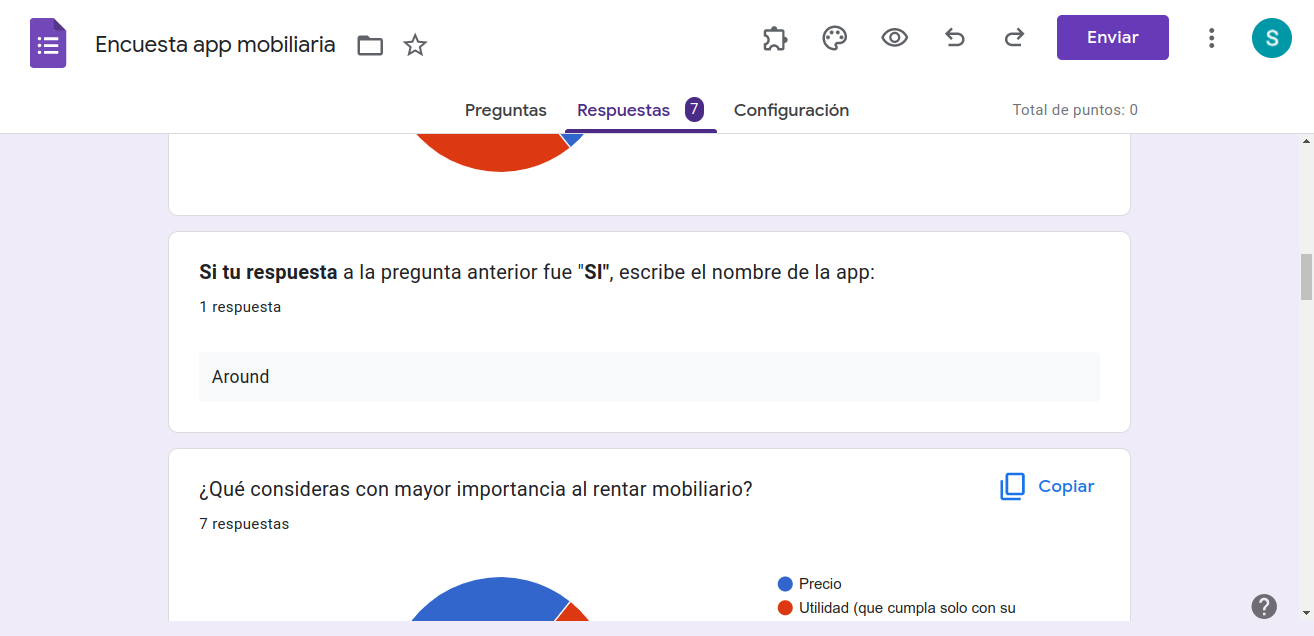 Encuesta app mobiliaria
Enviar
S
Preguntas
Respuestas 7
Configuración
Total de puntos: 0
Si tu respuesta a la pregunta anterior fue "SI", escribe el nombre de la app:
1 respuesta
Around
¿Qué consideras con mayor importancia al rentar mobiliario?
Copiar
7 respuestas
Precio
Utilidad (que cumpla solo con su